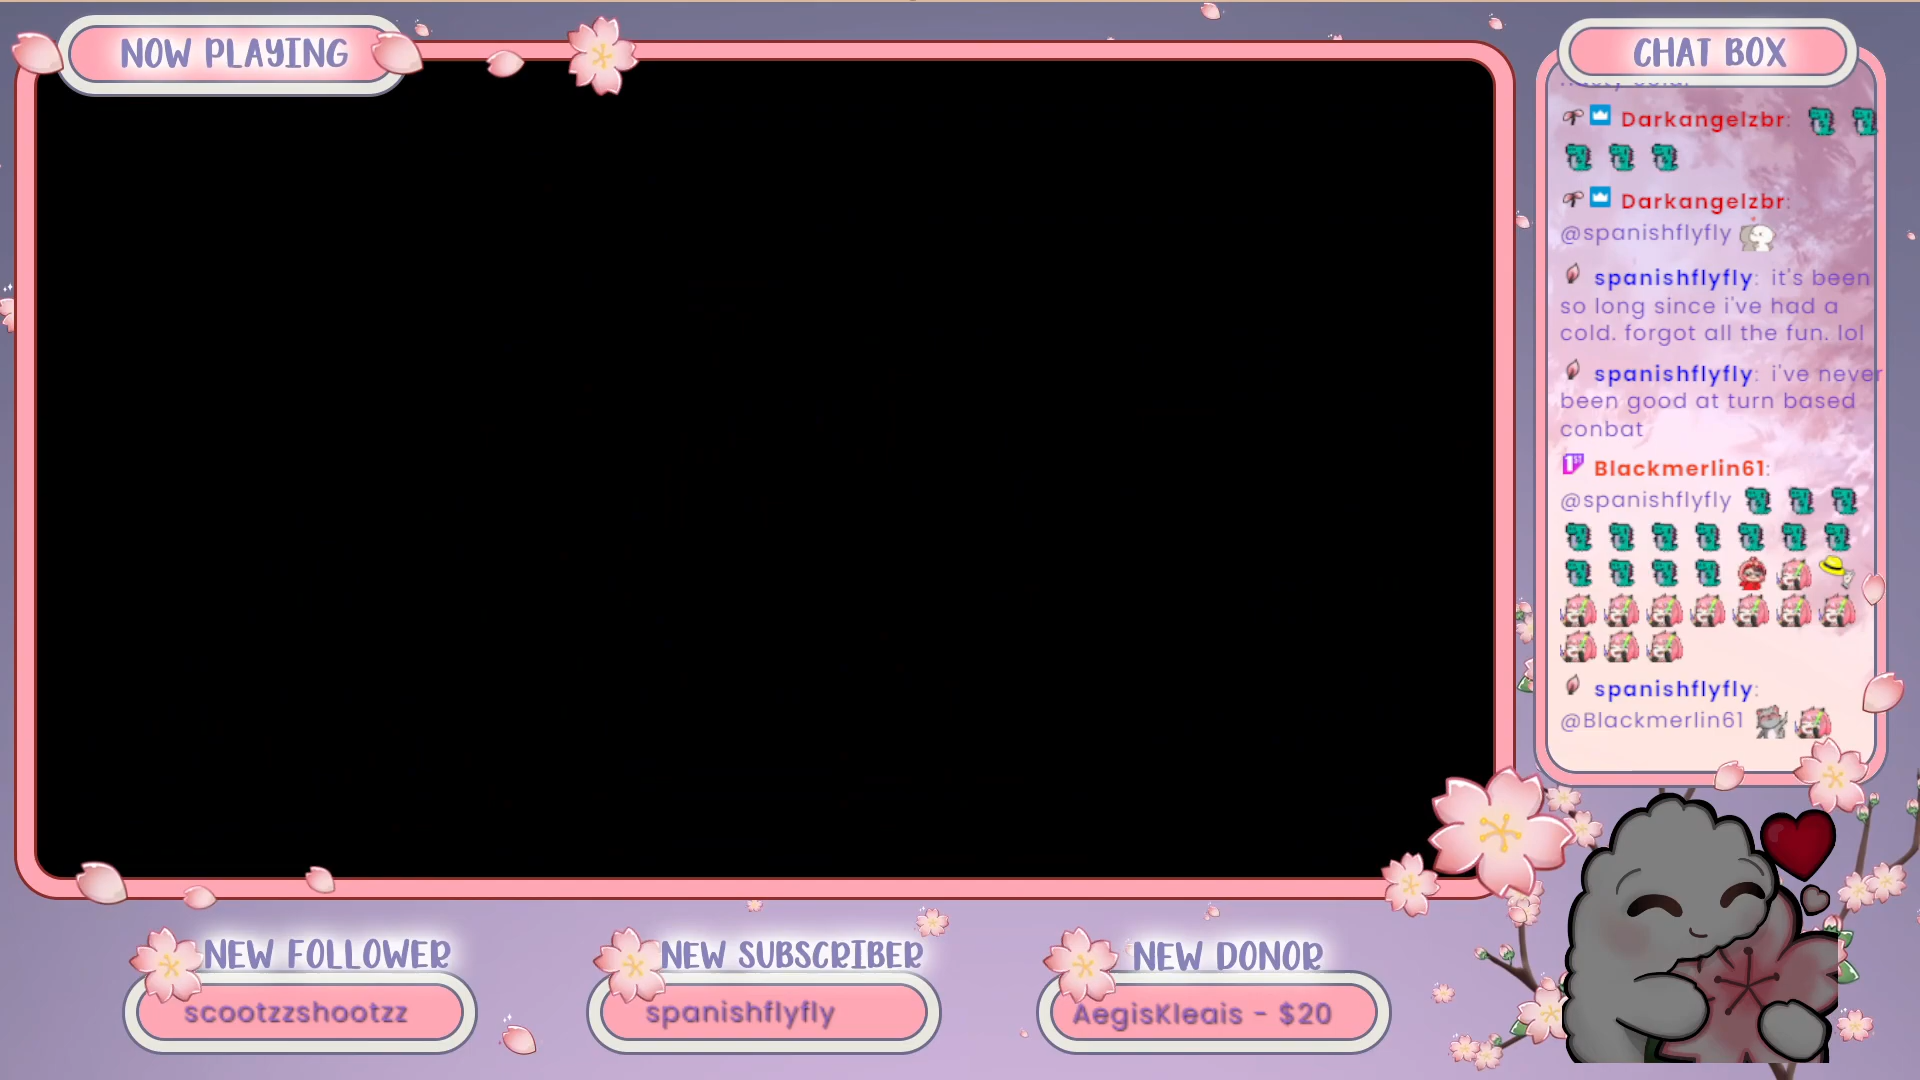 NOW PLAYING
CHAT BOX
Darkangelzbr:
Darkangelzbr:
@spanishflyfly
spanishflyfly: it's been
so long since i've had a
cold. forgot all the fun. lol
spanishflyfly: i've never
been good at turn based
conbat
Blackmerlin61:
@spanishflyfly
spanishflyfly:
@Blackmerlin61
NEW FOLLOWER
scootzzshootzz
NEW SUBSCRIBER
spanishflyfly
NEW DONOR
AegisKleais - $20